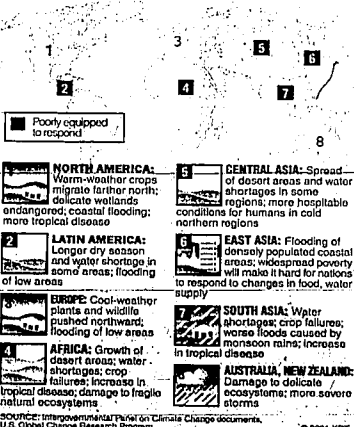 1
3
5
6
2
4
7
8
Poorly equipped
to respond
NORTH AMERICA:
Warm-weather crops
migrate farther north;
delicate wetlands
endangered; coastal flooding;
more tropical disease
2
LATIN AMERICA:
Longer dry season
and water shortage in
some areas; flooding
of low areas
3
EUROPE: Cool-weather
plants and wildlife
pushed northward;
flooding of low areas
4
AFRICA: Growth of
desert areas; water
shortages; crop
failures; increase in
tropical disease; damage to fragile
natural ecosystems
5
CENTRAL ASIA: Spread
of desert areas and water
shortages in some
regions; more hospitable
conditions for humans in cold
northern regions
6
EAST ASIA: Flooding of
densely populated coastal
areas; widespread poverty
will make it hard for nations
to respond to changes in food, water
supply
7
SOUTH ASIA: Water
shortages; crop failures;
worse floods caused by
monsoon rains; increase
in tropical disease
AUSTRALIA, NEW ZEALAND:
Damage to delicate
ecosystems; more severe
storms
SOURCE: Intergovernmental Panel on Climate Change documents,
U.S. Global Change Research Program